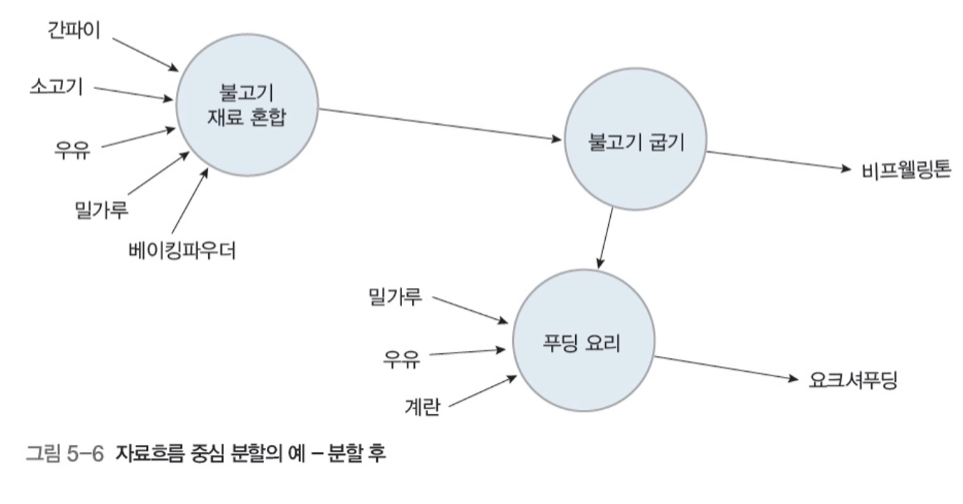 간파이
소고기
우유
밀가루
베이킹파우더
불고기
재료 혼합
불고기 굽기
비프웰링톤
밀가루
우유
계란
푸딩 요리
요크셔푸딩
그림 5-6 자료흐름 중심 분할의 예 – 분할 후